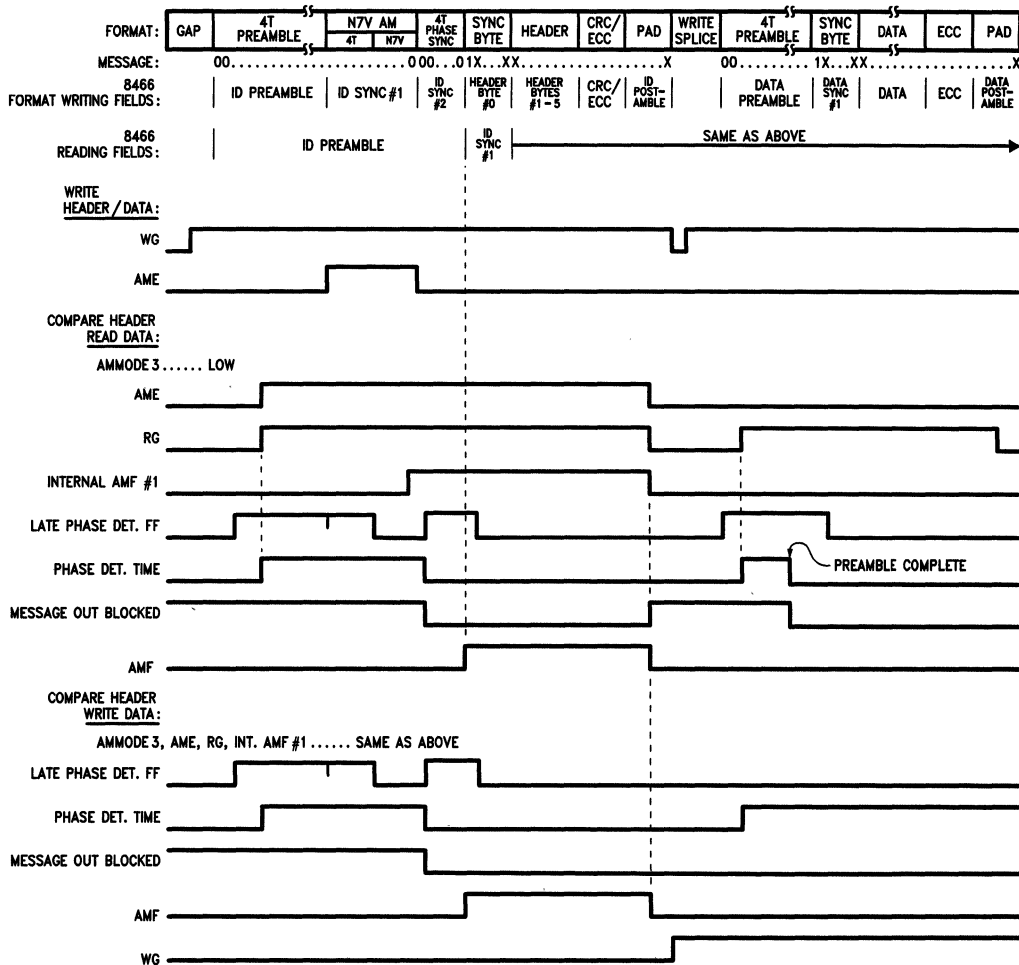 FORMAT: GAP 4T PREAMBLE N7V AM 4T N7V 4T PHASE SYNC SYNC BYTE HEADER CRC/ECC PAD WRITE SPLICE 4T PREAMBLE SYNC BYTE DATA ECC PAD
MESSAGE: 00..............................000...01X...XX..............................X 00...............1X....XX..............................X
8466 FORMAT WRITING FIELDS: ID PREAMBLE ID SYNC #1 ID SYNC #2 HEADER BYTE #0 HEADER BYTES #1-5 CRC/ECC ID POST-AMBLE DATA PREAMBLE DATA SYNC #1 DATA ECC DATA POST-AMBLE
8466 READING FIELDS: ID PREAMBLE ID SYNC #1 SAME AS ABOVE
WRITE
HEADER/DATA:
WG
AME
COMPARE HEADER
READ DATA:
AMMODE 3 ...... LOW
AME
RG
INTERNAL AMF #1
LATE PHASE DET. FF
PHASE DET. TIME
PREAMBLE COMPLETE
MESSAGE OUT BLOCKED
AMF
COMPARE HEADER
WRITE DATA:
AMMODE 3, AME, RG, INT. AMF #1 ...... SAME AS ABOVE
LATE PHASE DET. FF
PHASE DET. TIME
MESSAGE OUT BLOCKED
AMF
WG